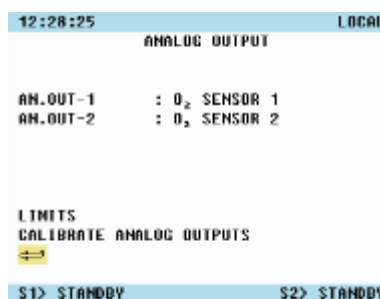 12:28:25 LOCAL
ANALOG OUTPUT
AN.OUT-1 : O₂ SENSOR 1
AN.OUT-2 : O₂ SENSOR 2
LIMITS
CALIBRATE ANALOG OUTPUTS
S1> STANDBY S2> STANDBY